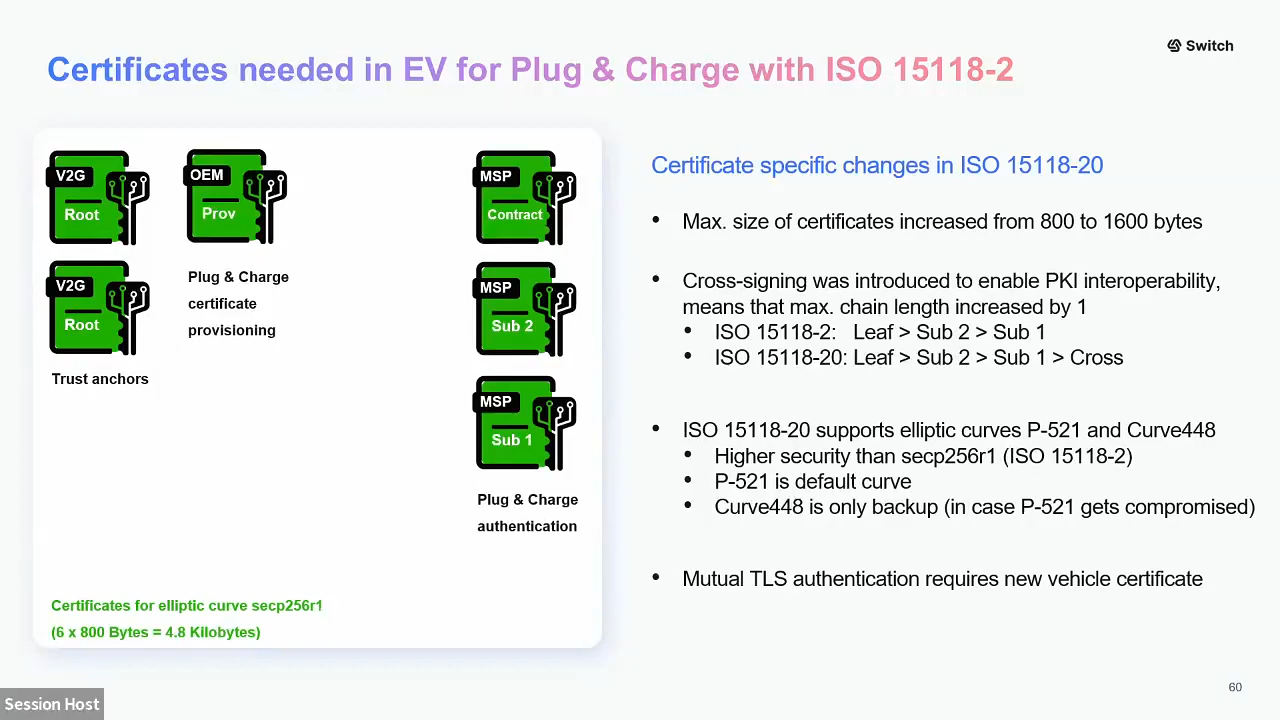 Switch
Certificates needed in EV for Plug & Charge with ISO 15118-2
V2G
Root
OEM
Prov
MSP
Contract
Plug & Charge
certificate
provisioning
V2G
Root
MSP
Sub 2
Trust anchors
MSP
Sub 1
Plug & Charge
authentication
Certificates for elliptic curve secp256r1
(6 x 800 Bytes = 4.8 KIlobytes)
Certificate specific changes in ISO 15118-20
• Max. size of certificates increased from 800 to 1600 bytes
• Cross-signing was introduced to enable PKI interoperability,
means that max. chain length increased by 1
• ISO 15118-2: Leaf > Sub 2 > Sub 1
• ISO 15118-20: Leaf > Sub 2 > Sub 1 > Cross
• ISO 15118-20 supports elliptic curves P-521 and Curve448
• Higher security than secp256r1 (ISO 15118-2)
• P-521 is default curve
• Curve448 is only backup (in case P-521 gets compromised)
• Mutual TLS authentication requires new vehicle certificate
60
Session Host